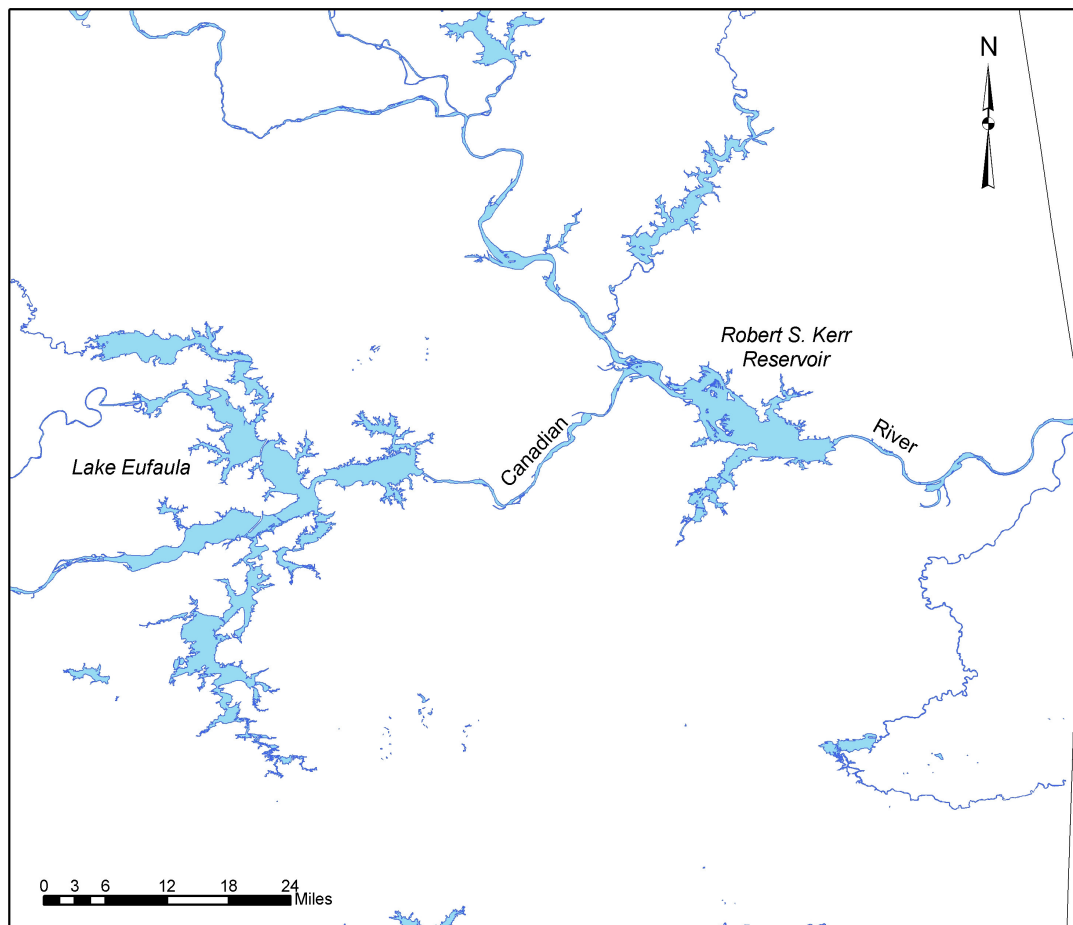 N
Robert S. Kerr
Reservoir
River
Canadian
Lake Eufaula
0 3 6 12 18 24
Miles